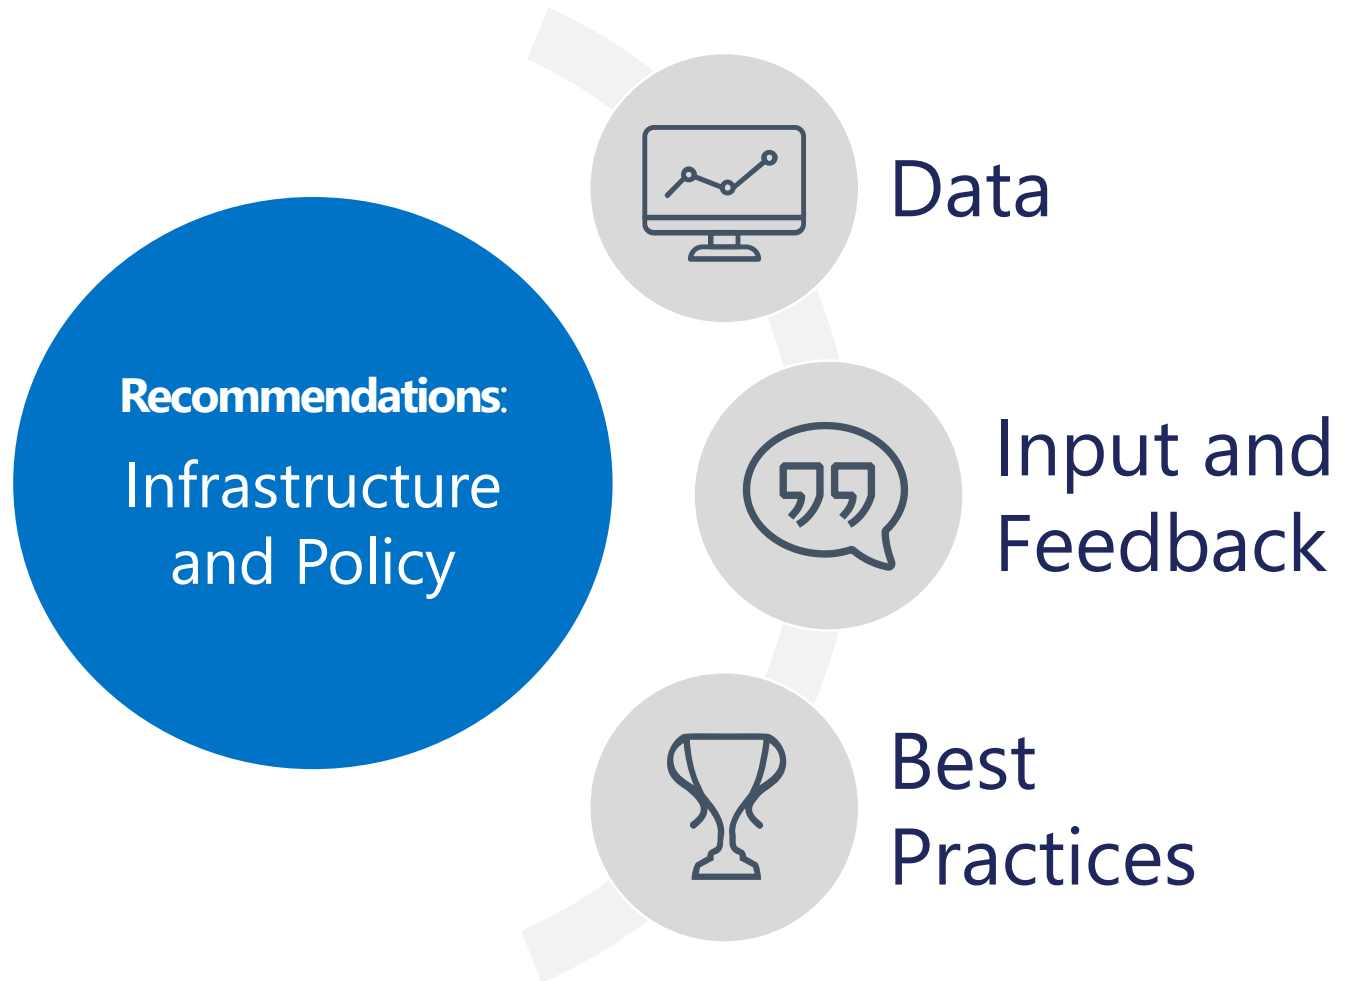 Recommendations:
Infrastructure
and Policy
Data
Input and
Feedback
Best
Practices